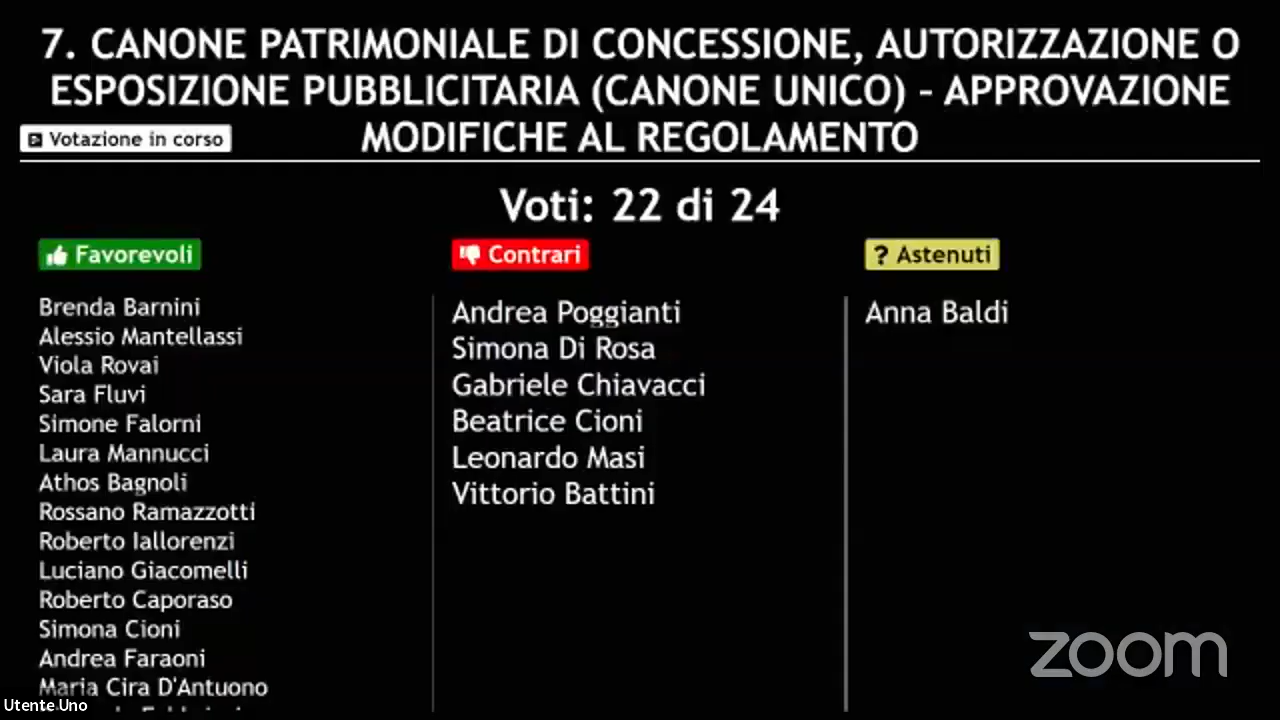 7. CANONE PATRIMONIALE DI CONCESSIONE, AUTORIZZAZIONE O
ESPOSIZIONE PUBBLICITARIA (CANONE UNICO) – APPROVAZIONE
MODIFICHE AL REGOLAMENTO
Votazione in corso
Voti: 22 di 24
Favorevoli
Brenda Barnini
Alessio Mantellassi
Viola Rovai
Sara Fluvi
Simone Falorni
Laura Mannucci
Athos Bagnoli
Rossano Ramazzotti
Roberto Iallorenzi
Luciano Giacomelli
Roberto Caporaso
Simona Cioni
Andrea Faraoni
Maria Cira D'Antuono
Contrari
Andrea Poggianti
Simona Di Rosa
Gabriele Chiavacci
Beatrice Cioni
Leonardo Masi
Vittorio Battini
? Astenuti
Anna Baldi
zoom
Utente Uno